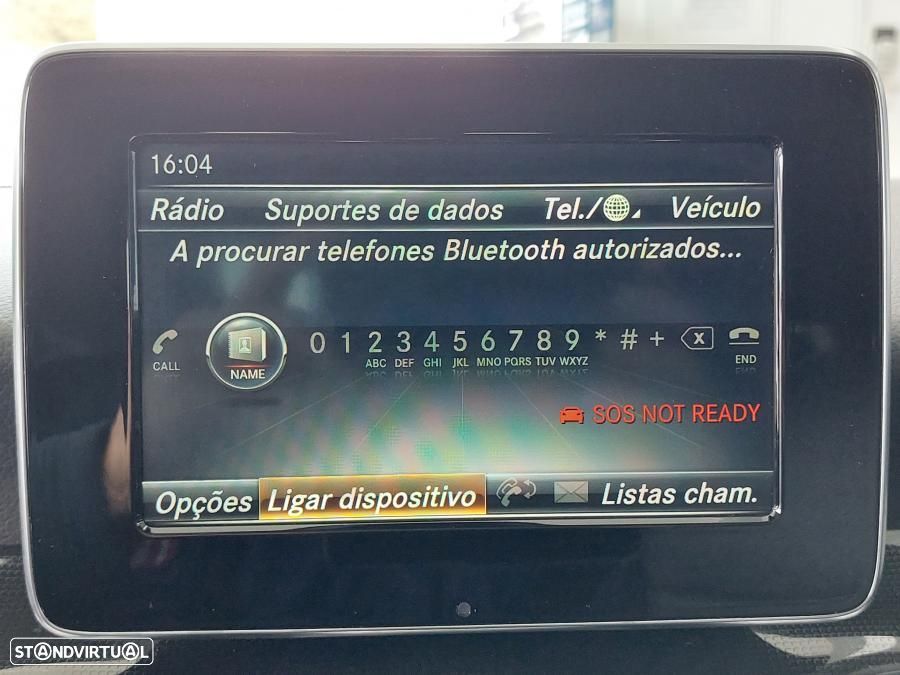 16:04
Rádio Suportes de dados Tel./ Veículo
A procurar telefones Bluetooth autorizados...
0 1 2 3 4 5 6 7 8 9 * # +
CALL NAME ABC DEF GHI JKL MNO PQRS TUV WXYZ END
SOS NOT READY
Opções Ligar dispositivo Listas cham.
STANDVIRTUAL